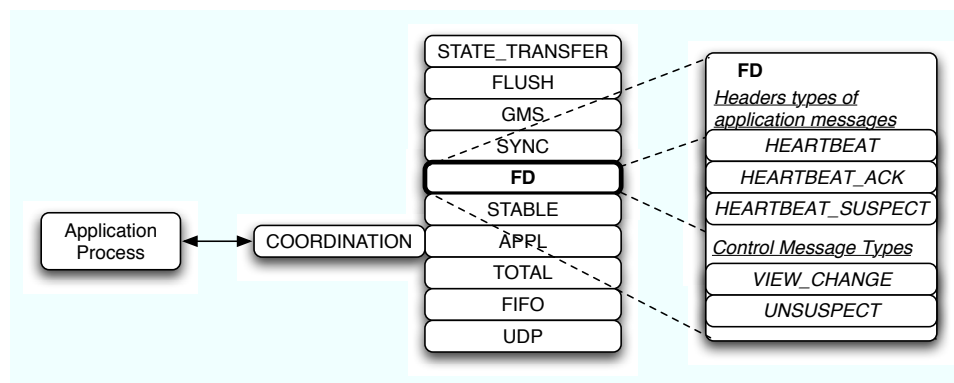 Application
Process
COORDINATION
STATE_TRANSFER
FLUSH
GMS
SYNC
FD
STABLE
APPL
TOTAL
FIFO
UDP
FD
Headers types of
application messages
HEARTBEAT
HEARTBEAT_ACK
HEARTBEAT_SUSPECT
Control Message Types
VIEW_CHANGE
UNSUSPECT